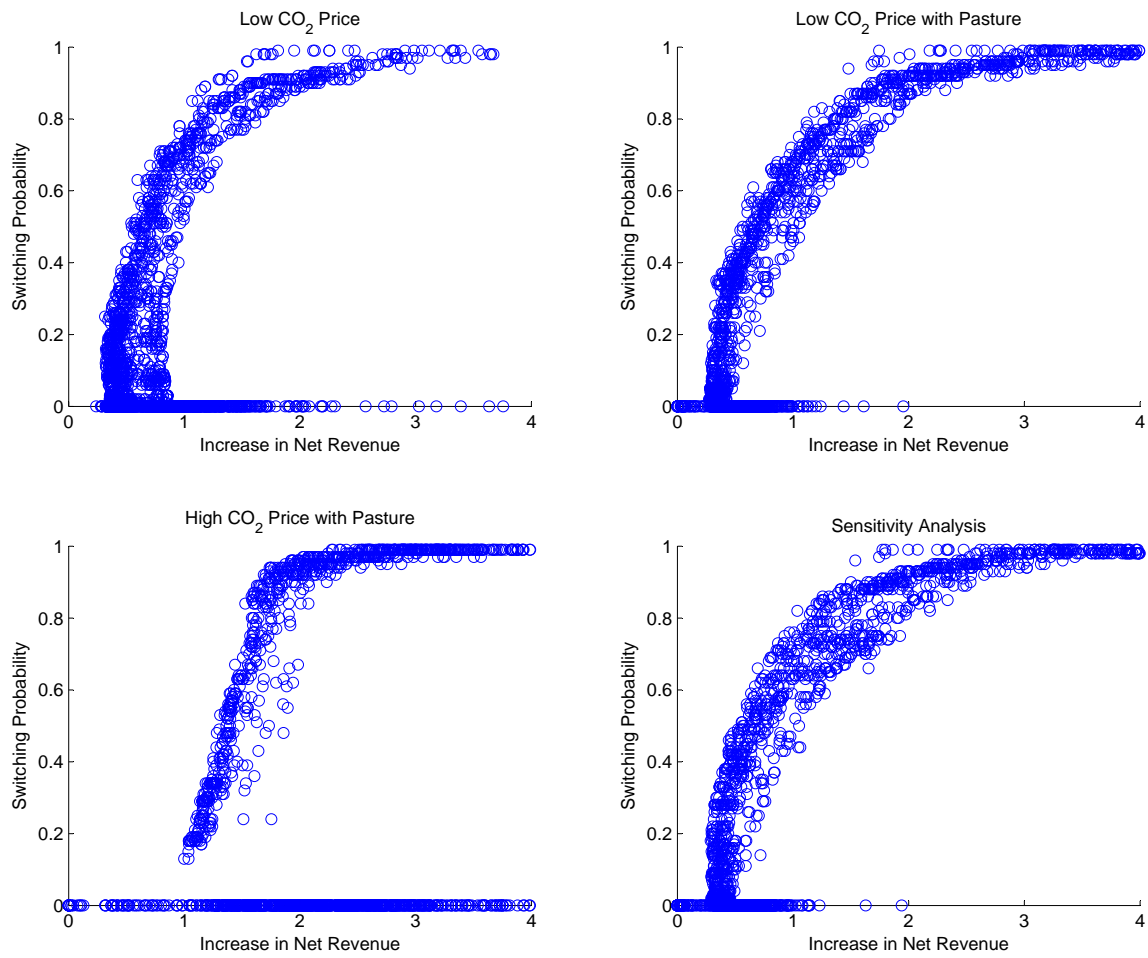 Low CO2 Price
Switching Probability
1
0.8
0.6
0.4
0.2
0
0 1 2 3 4
Increase in Net Revenue
Low CO2 Price with Pasture
Switching Probability
1
0.8
0.6
0.4
0.2
0
0 1 2 3 4
Increase in Net Revenue
High CO2 Price with Pasture
Switching Probability
1
0.8
0.6
0.4
0.2
0
0 1 2 3 4
Increase in Net Revenue
Sensitivity Analysis
Switching Probability
1
0.8
0.6
0.4
0.2
0
0 1 2 3 4
Increase in Net Revenue